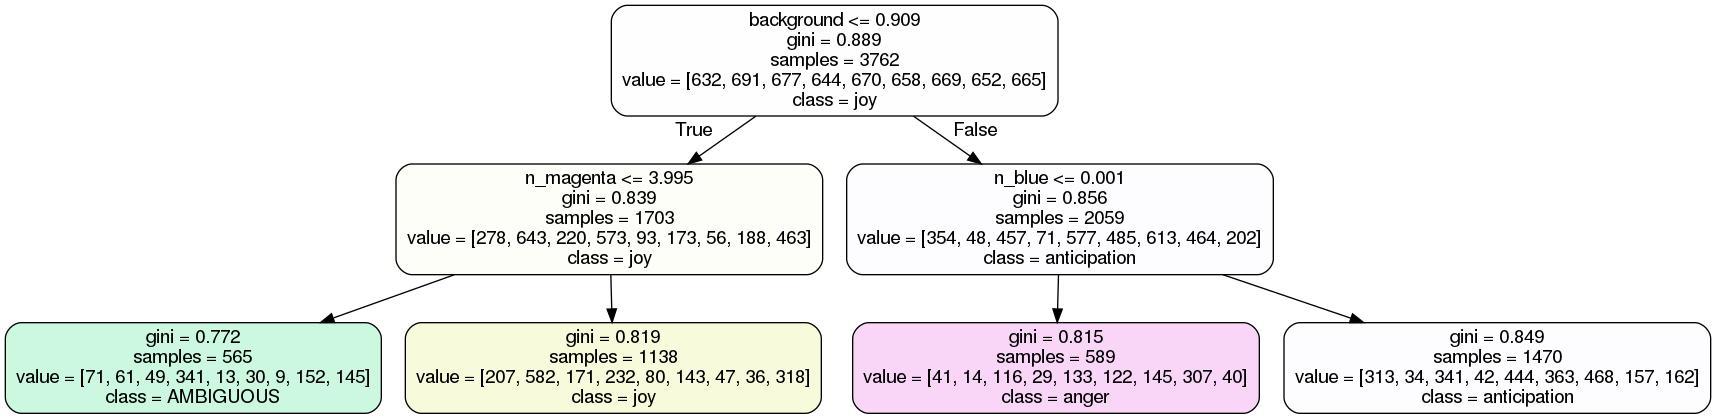 background <= 0.909
gini = 0.889
samples = 3762
value = [632, 691, 677, 644, 670, 658, 669, 652, 665]
class = joy
True
False
n_magenta <= 3.995
gini = 0.839
samples = 1703
value = [278, 643, 220, 573, 93, 173, 56, 188, 463]
class = joy
n_blue <= 0.001
gini = 0.856
samples = 2059
value = [354, 48, 457, 71, 577, 485, 613, 464, 202]
class = anticipation
gini = 0.772
samples = 565
value = [71, 61, 49, 341, 13, 30, 9, 152, 145]
class = AMBIGUOUS
gini = 0.819
samples = 1138
value = [207, 582, 171, 232, 80, 143, 47, 36, 318]
class = joy
gini = 0.815
samples = 589
value = [41, 14, 116, 29, 133, 122, 145, 307, 40]
class = anger
gini = 0.849
samples = 1470
value = [313, 34, 341, 42, 444, 363, 468, 157, 162]
class = anticipation